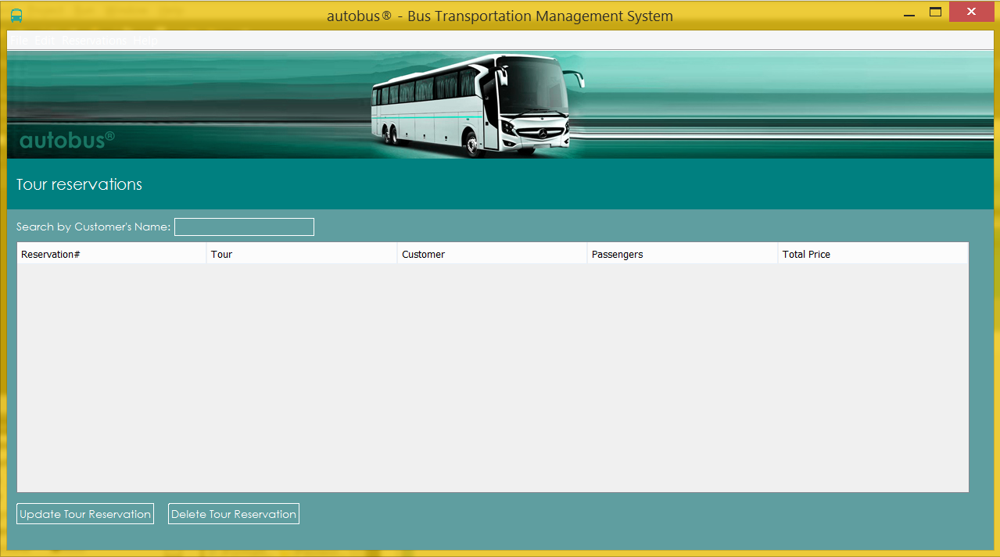 autobus® - Bus Transportation Management System
File Edit Reservations Help
autobus®
Tour reservations
Search by Customer's Name:
Reservation# Tour Customer Passengers Total Price
Update Tour Reservation Delete Tour Reservation